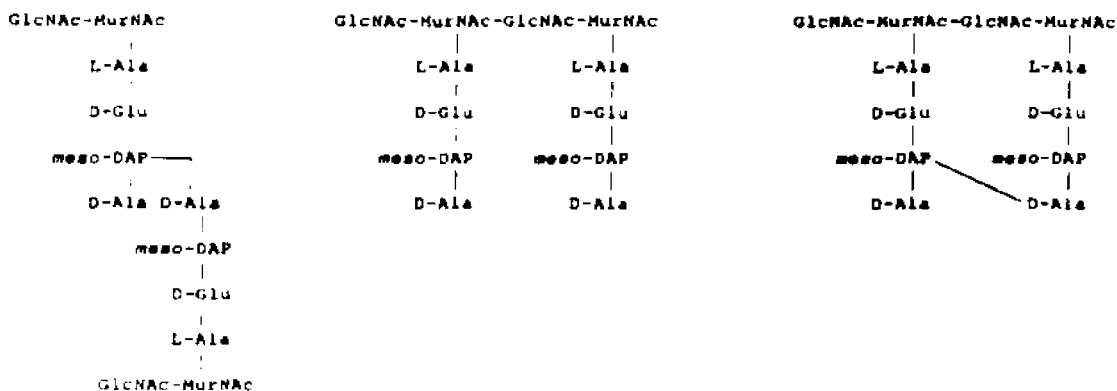 GlcNAc-MurNAc GlcNAc-MurNAc-GlcNAc-MurNAc GlcNAc-MurNAc-GlcNAc-MurNAc
L-Ala L-Ala L-Ala L-Ala L-Ala
D-Glu D-Glu D-Glu D-Glu D-Glu
meso-DAP meso-DAP meso-DAP meso-DAP meso-DAP
D-Ala D-Ala D-Ala D-Ala D-Ala D-Ala
meso-DAP
D-Glu
L-Ala
GlcNAc-MurNAc